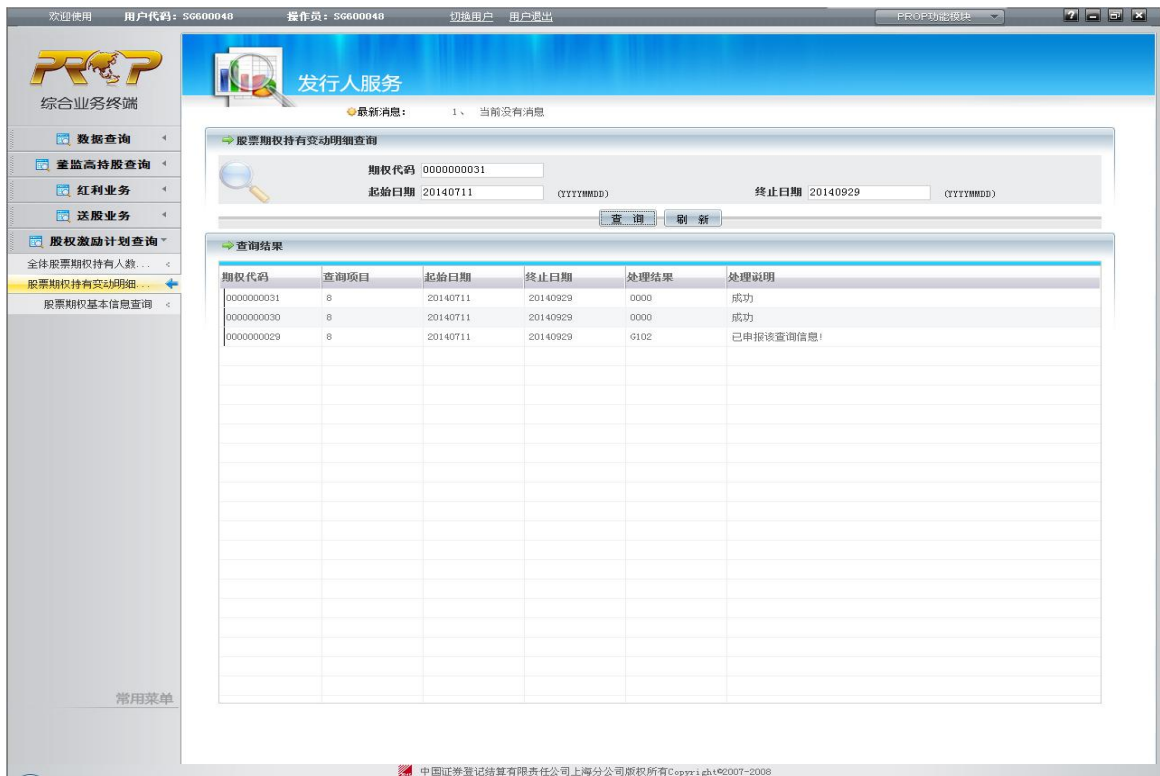 欢迎使用 用户代码: SG600048 操作员: SG600048 切换用户 用户退出 PROP功能模块
PROP
综合业务终端
发行人服务
最新消息: 1、 当前没有消息
数据查询
董监高持股查询
红利业务
送股业务
股权激励计划查询
全体股票期权持有人数...
股票期权持有变动明细...
股票期权基本信息查询
常用菜单
股票期权持有变动明细查询
期权代码 0000000031
起始日期 20140711 (YYYYMMDD) 终止日期 20140929 (YYYYMMDD)
查 询 刷 新
查询结果
期权代码 查询项目 起始日期 终止日期 处理结果 处理说明
0000000031 8 20140711 20140929 0000 成功
0000000030 8 20140711 20140929 0000 成功
0000000029 8 20140711 20140929 G102 已申报该查询信息!
中国证券登记结算有限责任公司上海分公司版权所有Copyright©2007-2008